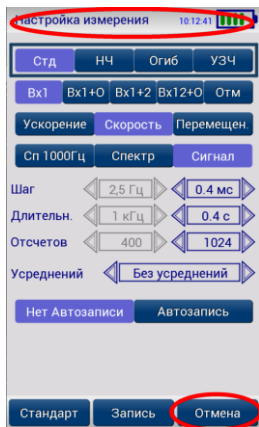 Настройка измерения 10:12:41
Стд НЧ Огиб УЗЧ
Вх1 Вх1+О Вх1+2 Вх12+О Отм
Ускорение Скорость Перемещен.
Сп 1000Гц Спектр Сигнал
Шаг 2,5 Гц 0.4 мс
Длительн. 1 кГц 0.4 с
Отсчетов 400 1024
Усреднений Без усреднений
Нет Автозаписи Автозапись
Стандарт Запись Отмена